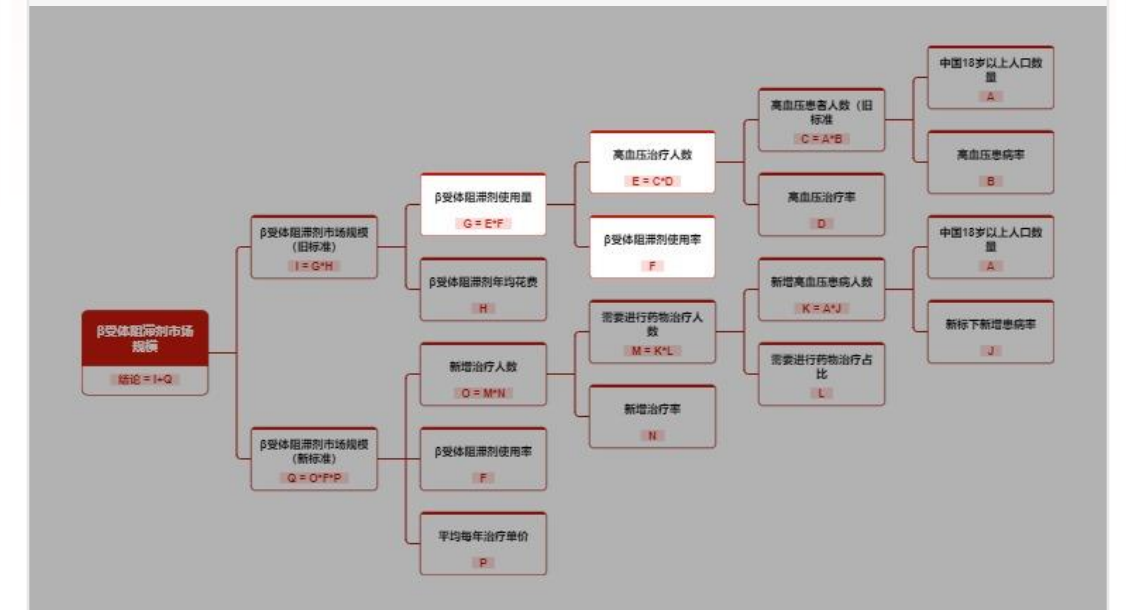 中国18岁以上人口数
量
A
高血压患者人数（旧
标准
C = A*B
高血压治疗人数
E = C*D
高血压患病率
B
β受体阻滞剂使用量
G = E*F
高血压治疗率
D
β受体阻滞剂市场规模
（旧标准）
I = G*H
β受体阻滞剂使用率
F
中国18岁以上人口数
量
A
β受体阻滞剂年均花费
H
新增高血压患病人数
K = A*J
β受体阻滞剂市场
规模
结论 = I+Q
需要进行药物治疗人
数
M = K*L
新标下新增患病率
J
新增治疗人数
O = M*N
需要进行药物治疗占
比
L
新增治疗率
N
β受体阻滞剂市场规模
（新标准）
Q = O*F*P
β受体阻滞剂使用率
F
平均每年治疗单价
P